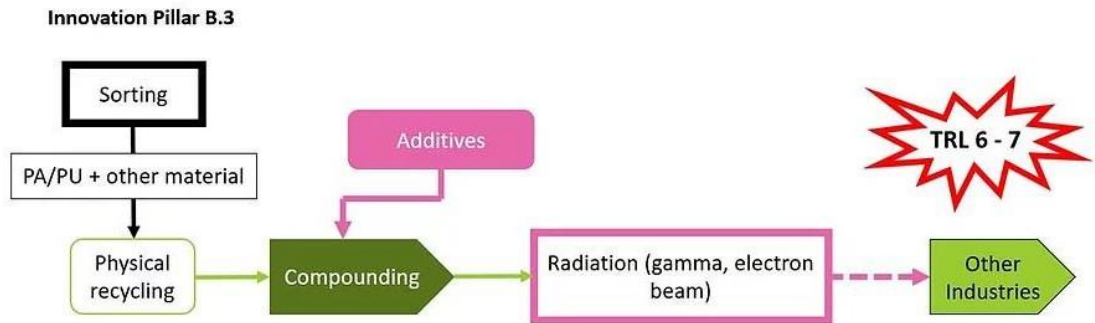 Innovation Pillar B.3
Sorting
Additives
TRL 6 - 7
PA/PU + other material
Physical
recycling
Compounding
Radiation (gamma, electron
beam)
Other
Industries